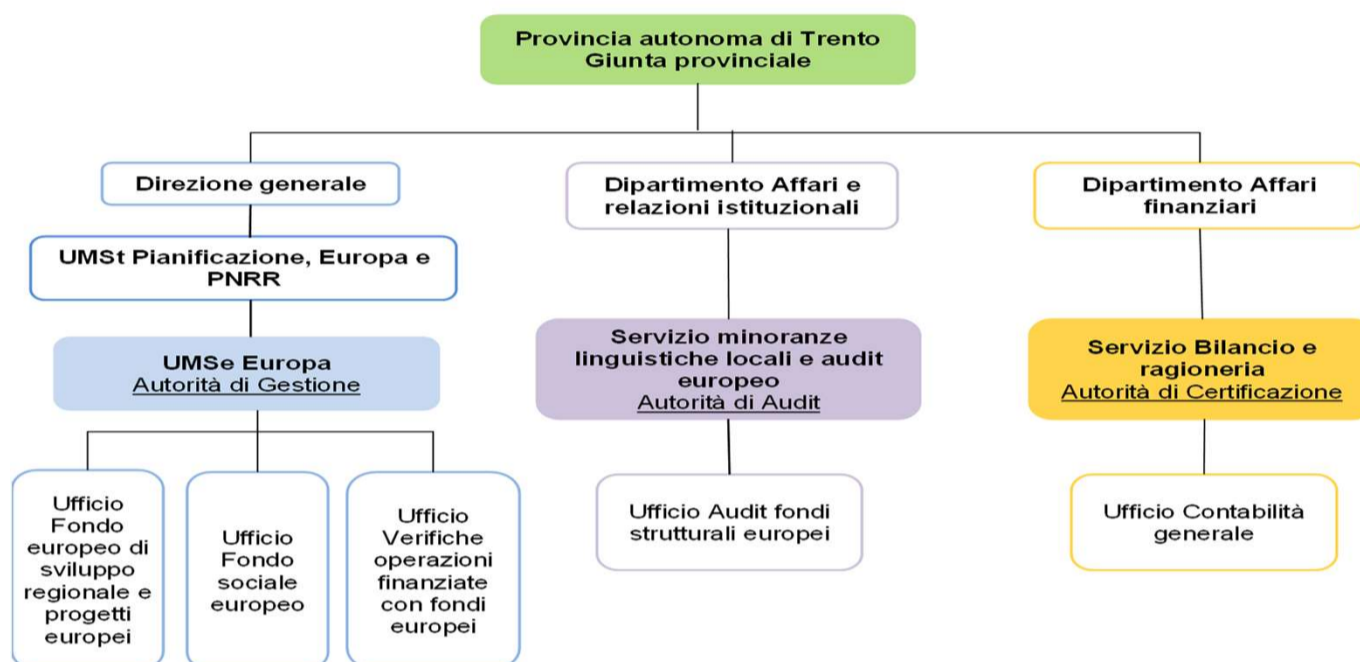 Provincia autonoma di Trento
Giunta provinciale
Direzione generale
Dipartimento Affari e
relazioni istituzionali
Dipartimento Affari
finanziari
UMSt Pianificazione, Europa e
PNRR
UMSe Europa
Autorità di Gestione
Servizio minoranze
linguistiche locali e audit
europeo
Autorità di Audit
Servizio Bilancio e
ragioneria
Autorità di Certificazione
Ufficio
Fondo
europeo di
sviluppo
regionale e
progetti
europei
Ufficio
Fondo
sociale
europeo
Ufficio
Verifiche
operazioni
finanziate
con fondi
europei
Ufficio Audit fondi
strutturali europei
Ufficio Contabilità
generale